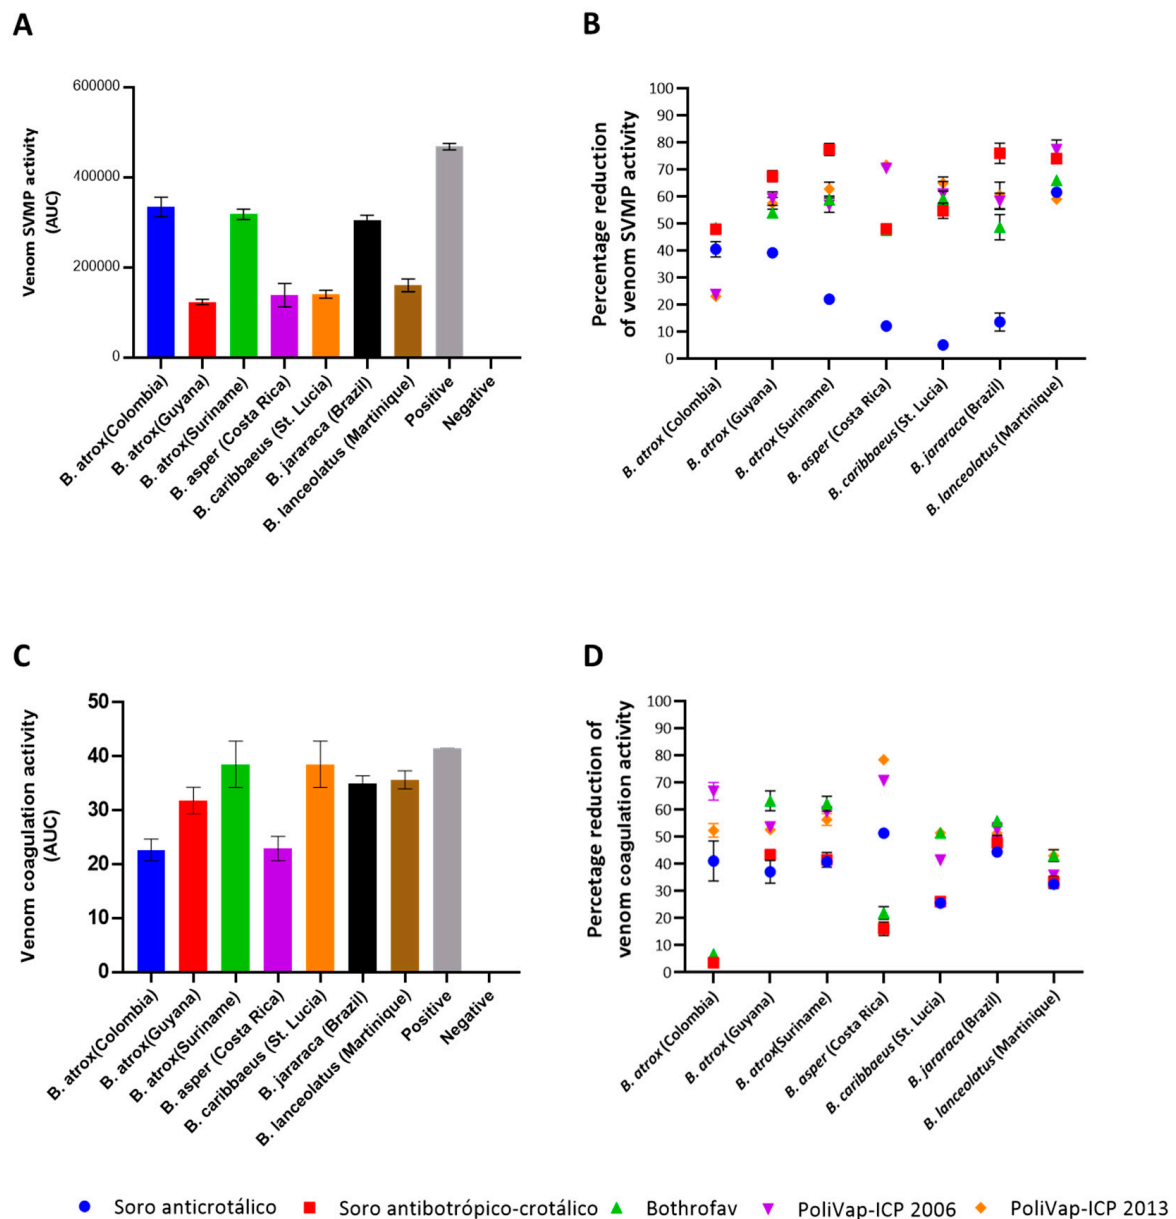 A
Venom SVMP activity
(AUC)
600000
400000
200000
0
B. atrox(Colombia)
B. atrox(Guyana)
B. atrox(Suriname)
B. asper (Costa Rica)
B. caribbaeus (St. Lucia)
B. jararaca (Brazil)
B. lanceolatus (Martinique)
Positive
Negative
B
Percentage reduction
of venom SVMP activity
100
90
80
70
60
50
40
30
20
10
0
B. atrox (Colombia)
B. atrox (Guyana)
B. atrox (Suriname)
B. asper (Costa Rica)
B. caribbaeus (St. Lucia)
B. jararaca (Brazil)
B. lanceolatus (Martinique)
C
Venom coagulation activity
(AUC)
50
40
30
20
10
0
B. atrox(Colombia)
B. atrox(Guyana)
B. atrox(Suriname)
B. asper (Costa Rica)
B. caribbaeus (St. Lucia)
B. jararaca (Brazil)
B. lanceolatus (Martinique)
Positive
Negative
D
Percetage reduction of
venom coagulation activity
100
90
80
70
60
50
40
30
20
10
0
B. atrox (Colombia)
B. atrox (Guyana)
B. atrox(Suriname)
B. asper (Costa Rica)
B. caribbaeus (St. Lucia)
B. jararaca (Brazil)
B. lanceolatus (Martinique)
Soro anticrotálico
Soro antibotrópico-crotálico
Bothrofav
PoliVap-ICP 2006
PoliVap-ICP 2013